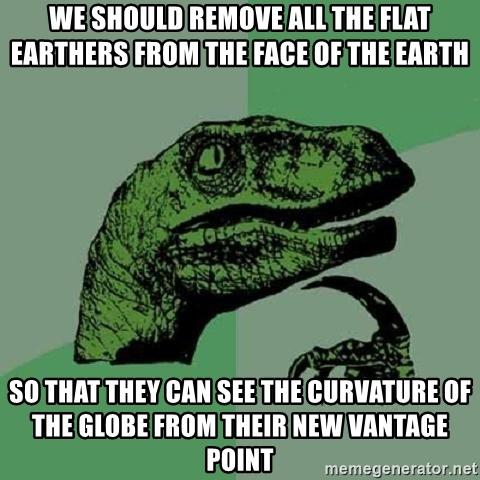 WE SHOULD REMOVE ALL THE FLAT
EARTHERS FROM THE FACE OF THE EARTH
SO THAT THEY CAN SEE THE CURVATURE OF
THE GLOBE FROM THEIR NEW VANTAGE
POINT
memegenerator.net